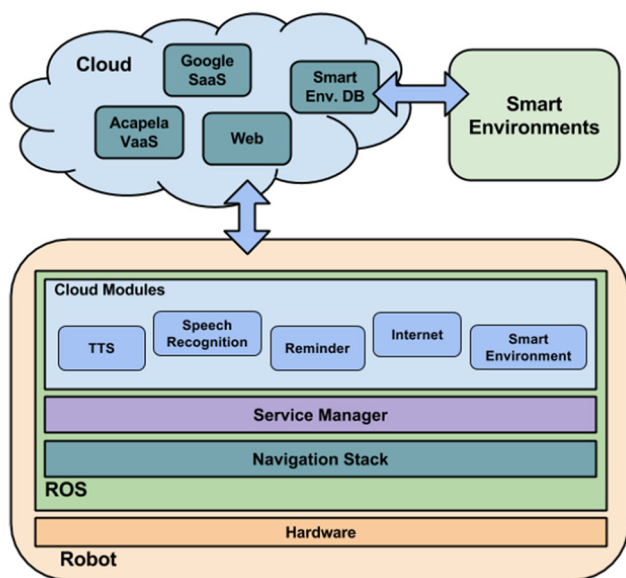 Cloud
Google
SaaS
Smart
Env. DB
Acapela
VaaS
Web
Smart
Environments
Cloud Modules
TTS
Speech
Recognition
Reminder
Internet
Smart
Environment
Service Manager
Navigation Stack
ROS
Hardware
Robot